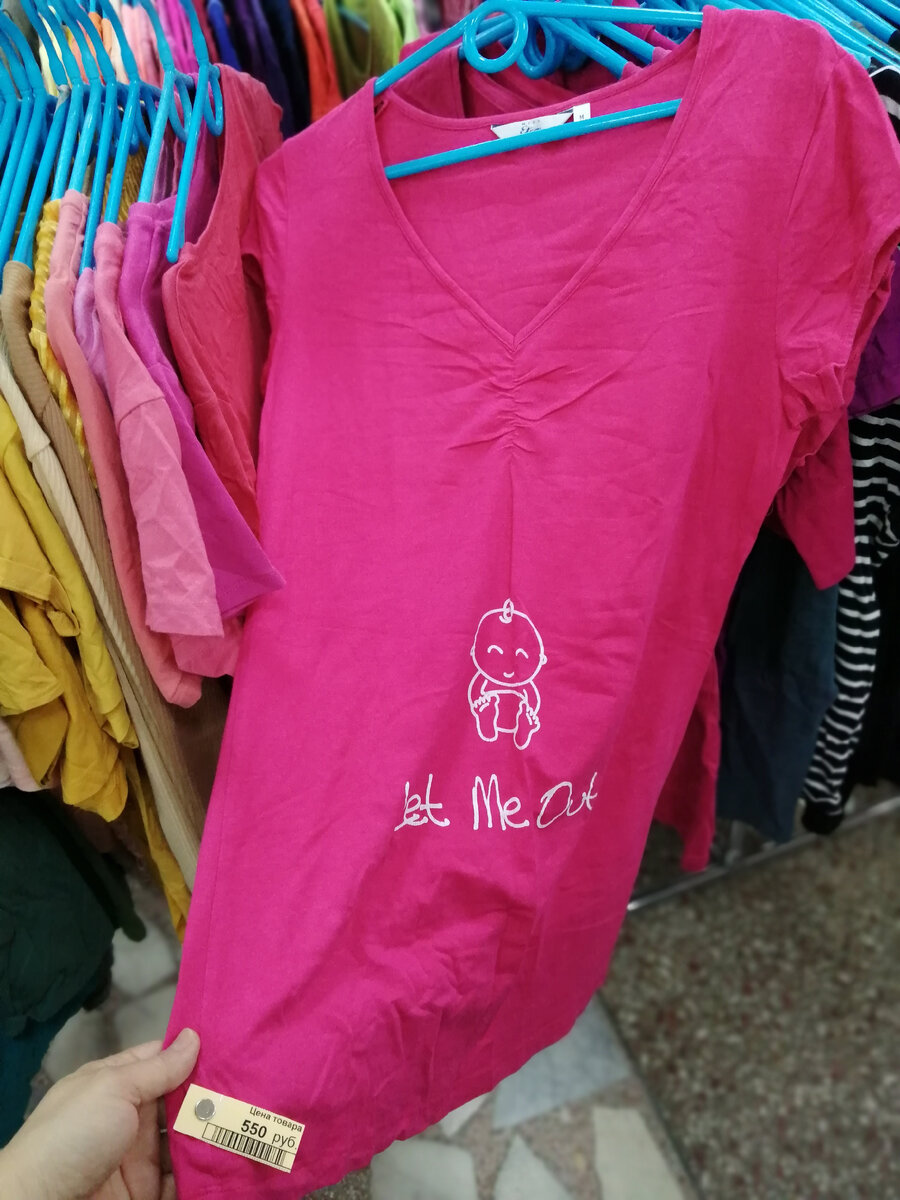 M
Let Me Out
Цена товара
550 руб